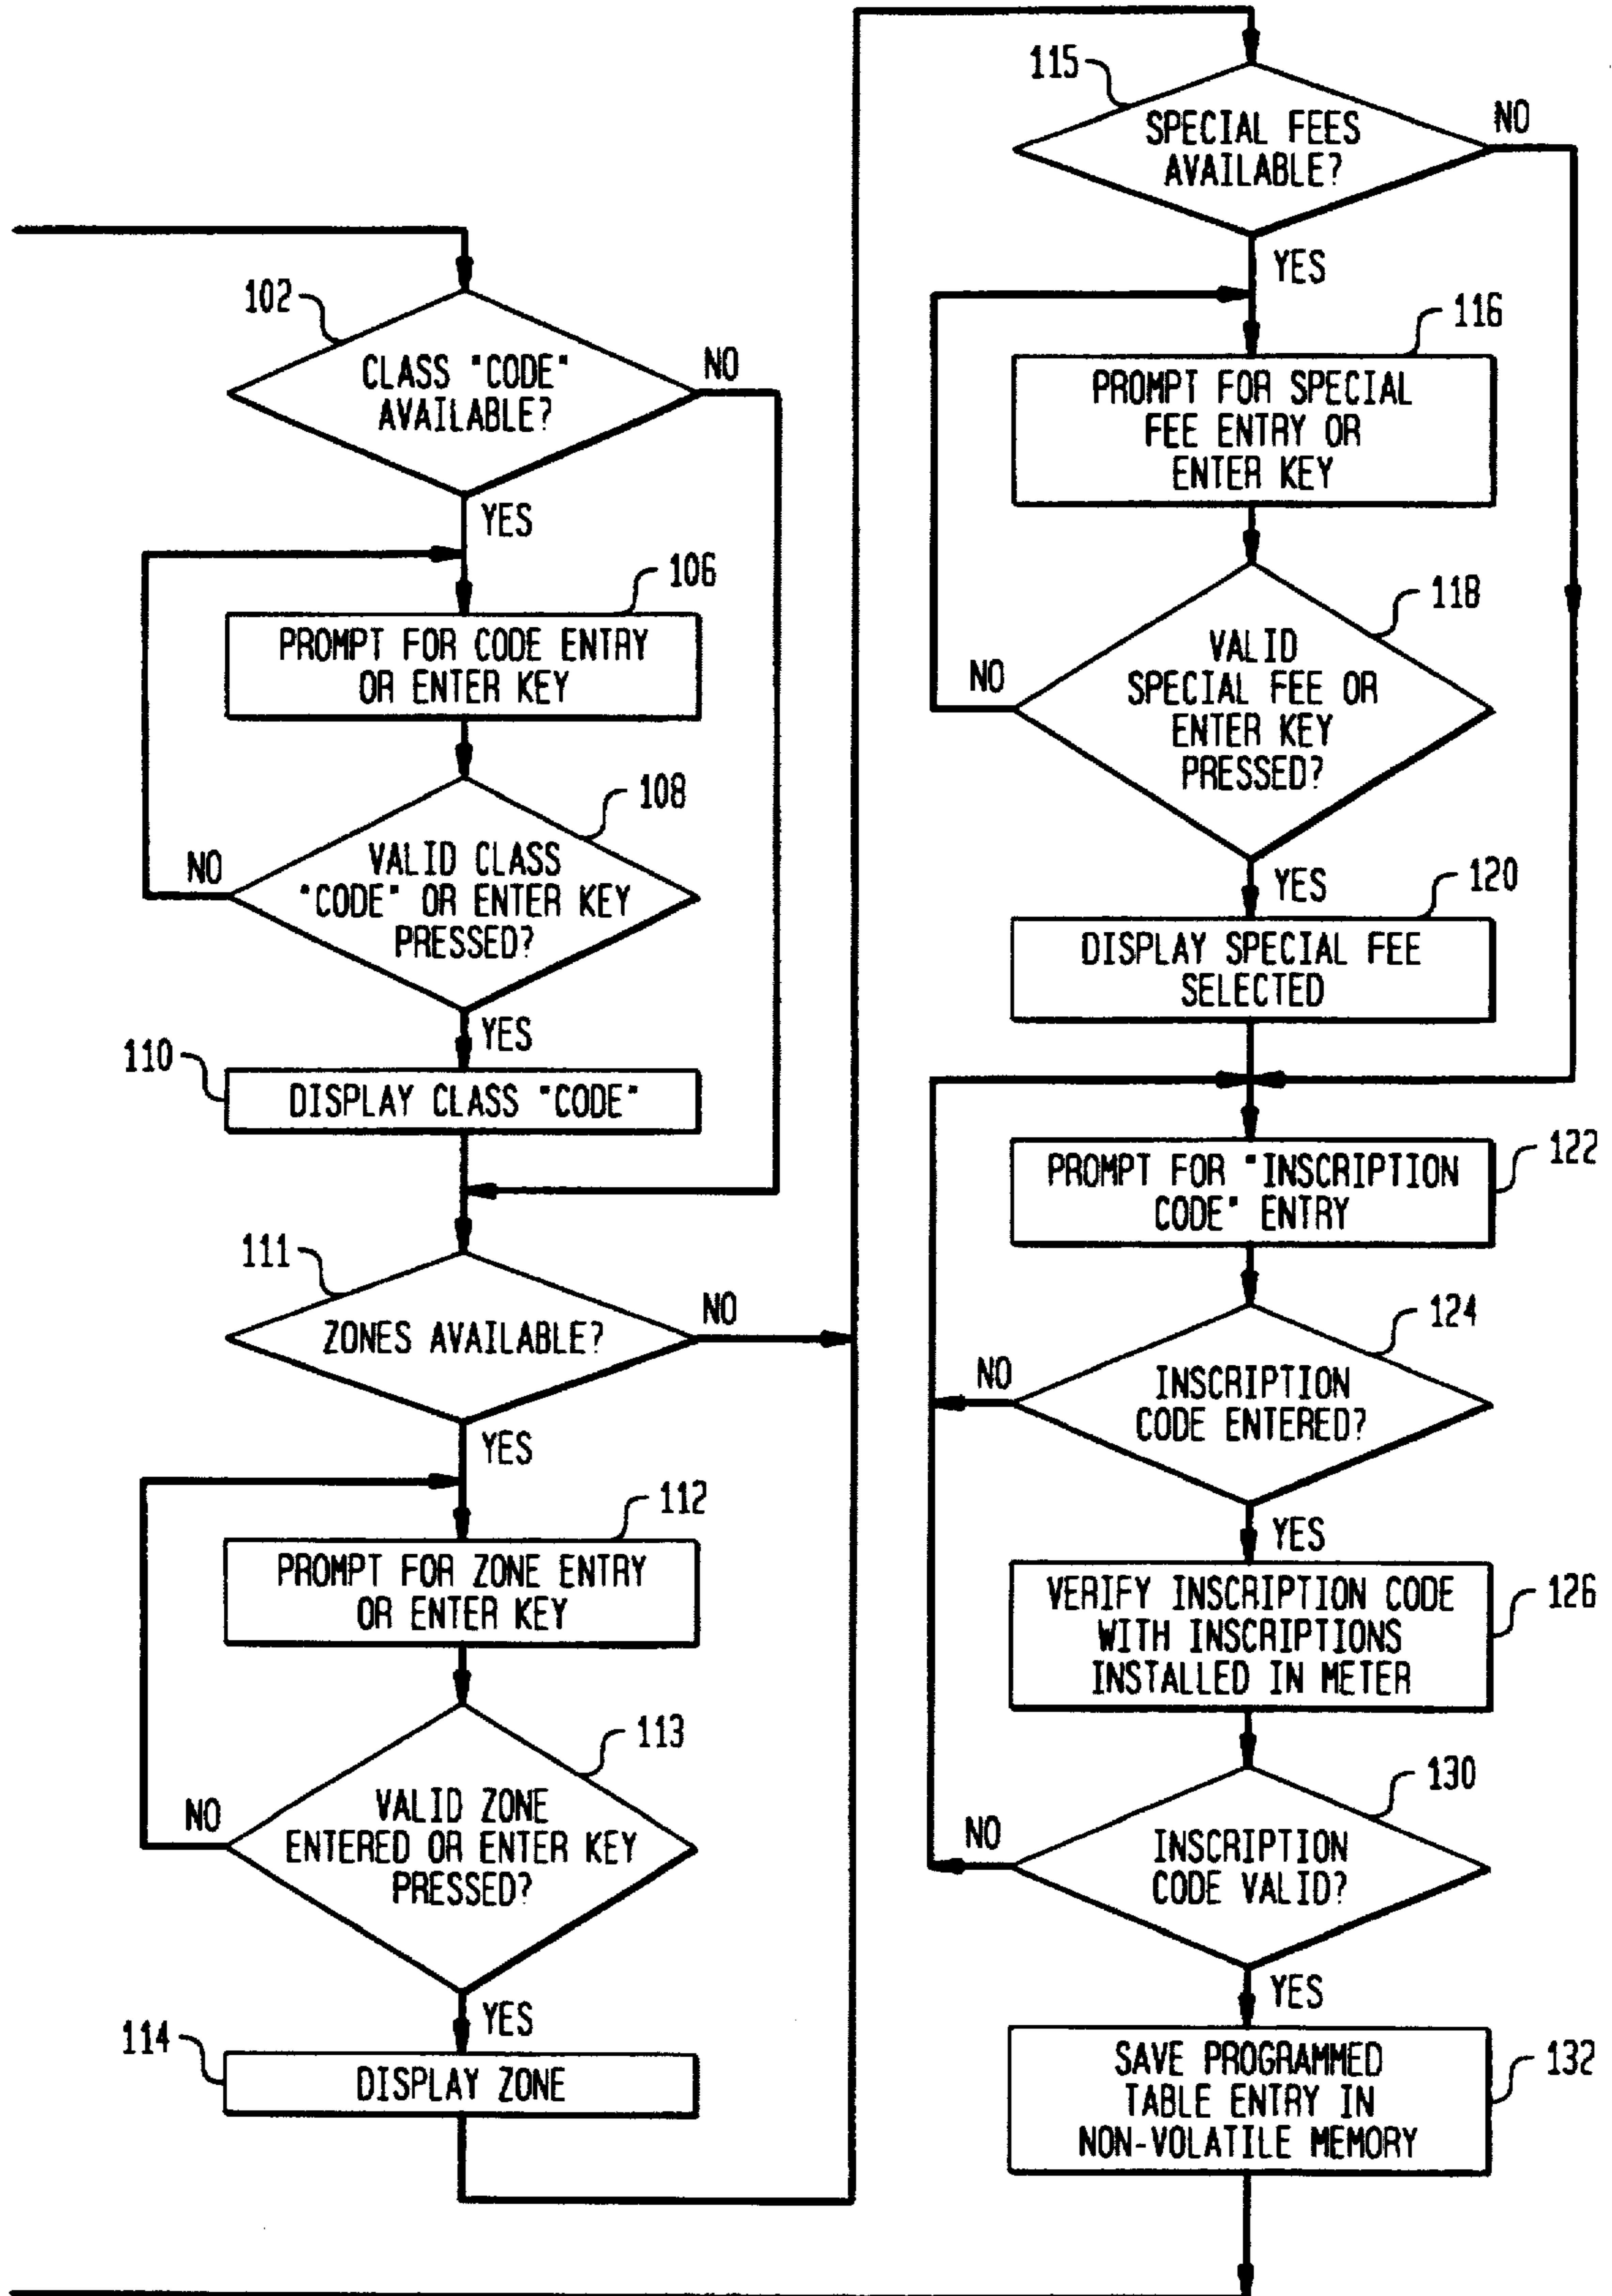 102
CLASS "CODE"
AVAILABLE?
NO
YES
106
PROMPT FOR CODE ENTRY
OR ENTER KEY
108
VALID CLASS
"CODE" OR ENTER KEY
PRESSED?
NO
YES
110
DISPLAY CLASS "CODE"
111
ZONES AVAILABLE?
NO
YES
112
PROMPT FOR ZONE ENTRY
OR ENTER KEY
113
VALID ZONE
ENTERED OR ENTER KEY
PRESSED?
NO
YES
114
DISPLAY ZONE
115
SPECIAL FEES
AVAILABLE?
NO
YES
116
PROMPT FOR SPECIAL
FEE ENTRY OR
ENTER KEY
118
VALID
SPECIAL FEE OR
ENTER KEY
PRESSED?
NO
YES
120
DISPLAY SPECIAL FEE
SELECTED
122
PROMPT FOR "INSCRIPTION
CODE" ENTRY
124
INSCRIPTION
CODE ENTERED?
NO
YES
126
VERIFY INSCRIPTION CODE
WITH INSCRIPTIONS
INSTALLED IN METER
130
INSCRIPTION
CODE VALID?
NO
YES
132
SAVE PROGRAMMED
TABLE ENTRY IN
NON-VOLATILE MEMORY